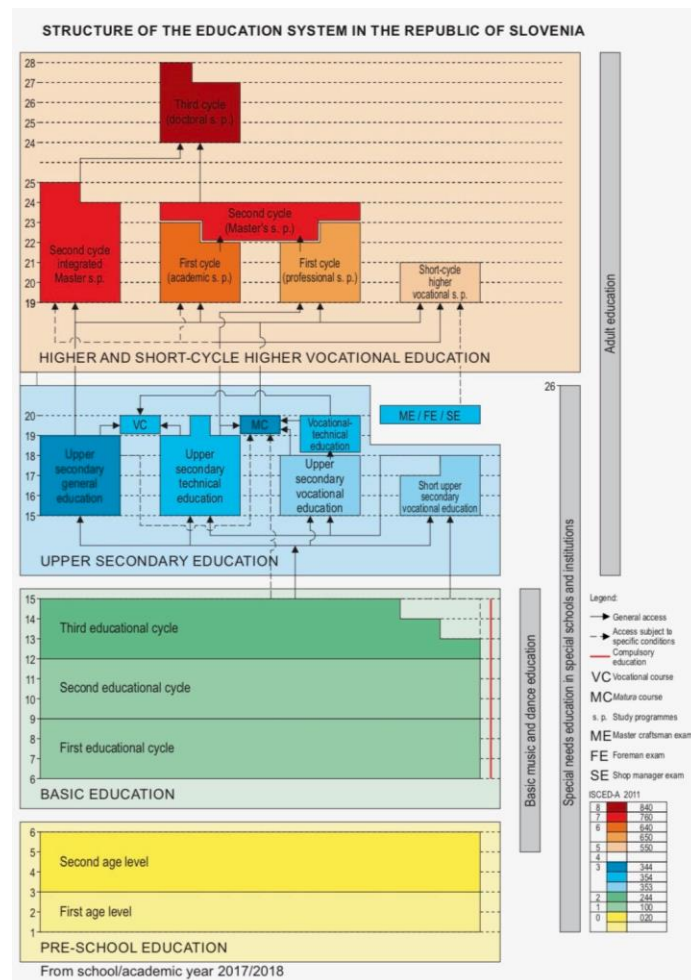 STRUCTURE OF THE EDUCATION SYSTEM IN THE REPUBLIC OF SLOVENIA
28
27
26
25
24
Third cycle
(doctoral s. p.)
25
24
23
22
21
20
19
Second cycle
integrated
Master s.p.
Second cycle
(Master's s. p.)
First cycle
(academic s. p.)
First cycle
(professional s. p.)
Short-cycle
higher
vocational s. p.
HIGHER AND SHORT-CYCLE HIGHER VOCATIONAL EDUCATION
Adult education
26
20
19
18
17
16
15
VC
MC
Vocational-
technical
education
ME / FE / SE
Upper
secondary
general
education
Upper
secondary
technical
education
Upper
secondary
vocational
education
Short upper
secondary
vocational education
UPPER SECONDARY EDUCATION
15
14
13
12
11
10
9
8
7
6
Third educational cycle
Second educational cycle
First educational cycle
BASIC EDUCATION
Basic music and dance education
Special needs education in special schools and institutions
6
5
4
3
2
1
Second age level
First age level
PRE-SCHOOL EDUCATION
From school/academic year 2017/2018
Legend:
General access
Access subject to
specific conditions
Compulsory
education
VC Vocational course
MC Matura course
s. p. Study programmes
ME Master craftsman exam
FE Foreman exam
SE Shop manager exam
ISCED-A 2011
8 840
7 760
6 640
650
5 550
4
3 344
354
353
2 244
1 100
0 020